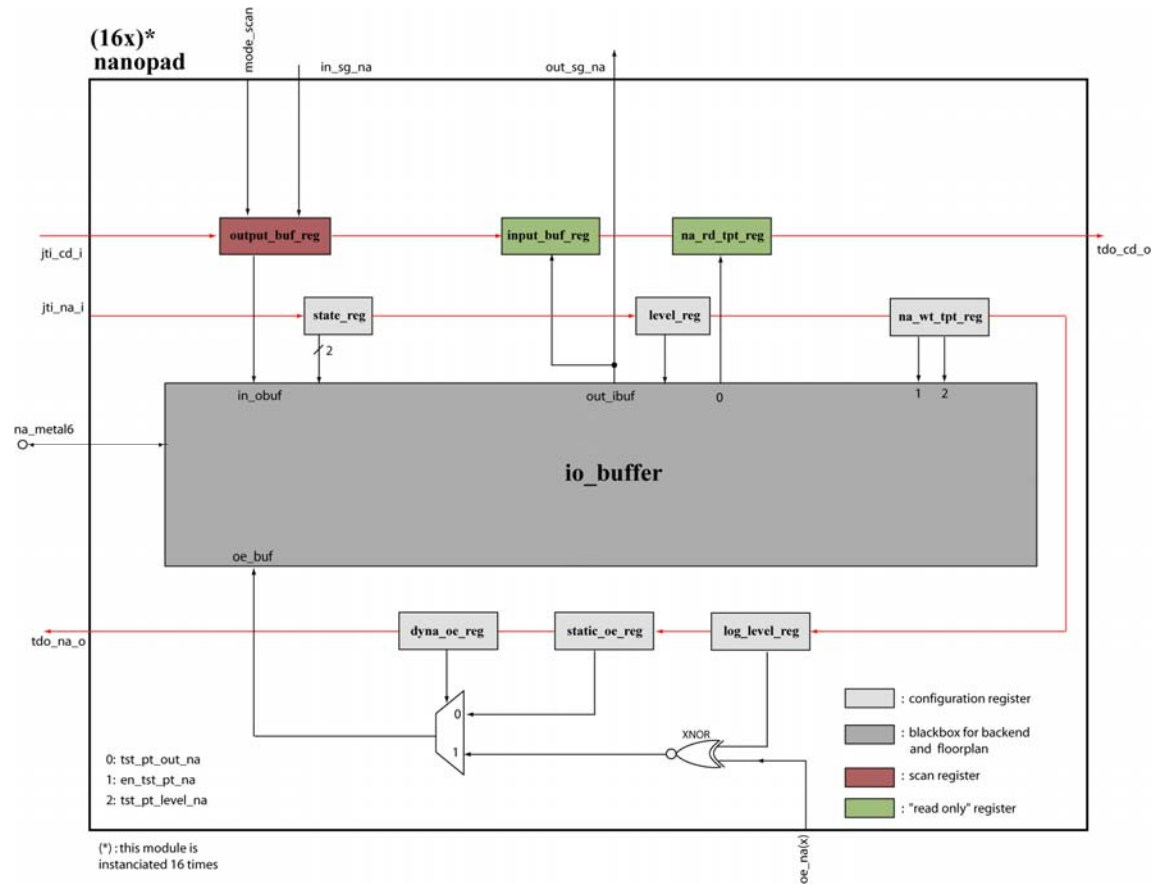 (16x)*
nanopad
mode_scan
in_sg_na
out_sg_na
output_buf_reg
input_buf_reg
na_rd_tpt_reg
jti_cd_i
tdo_cd_o
jti_na_i
state_reg
level_reg
na_wt_tpt_reg
2
in_obuf
out_ibuf
0
1
2
na_metal6
io_buffer
oe_buf
dyna_oe_reg
static_oe_reg
log_level_reg
tdo_na_o
0
1
XNOR
: configuration register
: blackbox for backend
and floorplan
: scan register
: "read only" register
0: tst_pt_out_na
1: en_tst_pt_na
2: tst_pt_level_na
oe_na(x)
(*) : this module is
instanciated 16 times